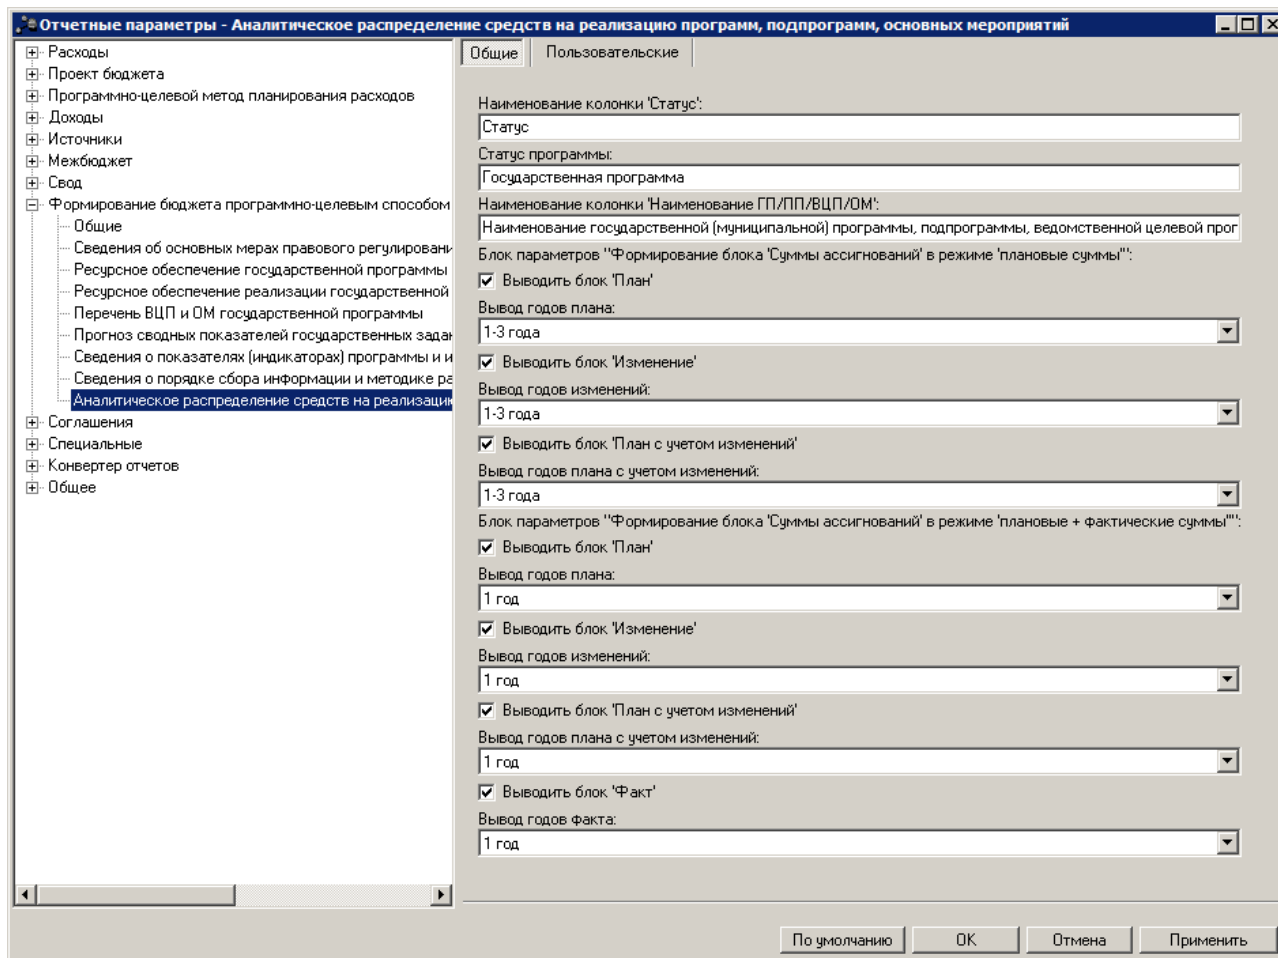 Отчетные параметры - Аналитическое распределение средств на реализацию программ, подпрограмм, основных мероприятий
Расходы
Проект бюджета
Программно-целевой метод планирования расходов
Доходы
Источники
Межбюджет
Свод
Формирование бюджета программно-целевым способом
Общие
Сведения об основных мерах правового регулировани
Ресурсное обеспечение государственной программы
Ресурсное обеспечение реализации государственной
Перечень ВЦП и ОМ государственной программы
Прогноз сводных показателей государственных задан
Сведения о показателях (индикаторах) программы и и
Сведения о порядке сбора информации и методике ра
Аналитическое распределение средств на реализацию
Соглашения
Специальные
Конвертер отчетов
Общее
Общие
Пользовательские
Наименование колонки 'Статус':
Статус
Статус программы:
Государственная программа
Наименование колонки 'Наименование ГП/ПП/ВЦП/ОМ':
Наименование государственной (муниципальной) программы, подпрограммы, ведомственной целевой прог
Блок параметров "Формирование блока 'Суммы ассигнований' в режиме 'плановые суммы'":
Выводить блок 'План'
Вывод годов плана:
1-3 года
Выводить блок 'Изменение'
Вывод годов изменений:
1-3 года
Выводить блок 'План с учетом изменений'
Вывод годов плана с учетом изменений:
1-3 года
Блок параметров "Формирование блока 'Суммы ассигнований' в режиме 'плановые + фактические суммы'":
Выводить блок 'План'
Вывод годов плана:
1 год
Выводить блок 'Изменение'
Вывод годов изменений:
1 год
Выводить блок 'План с учетом изменений'
Вывод годов плана с учетом изменений:
1 год
Выводить блок 'Факт'
Вывод годов факта:
1 год
По умолчанию
OK
Отмена
Применить